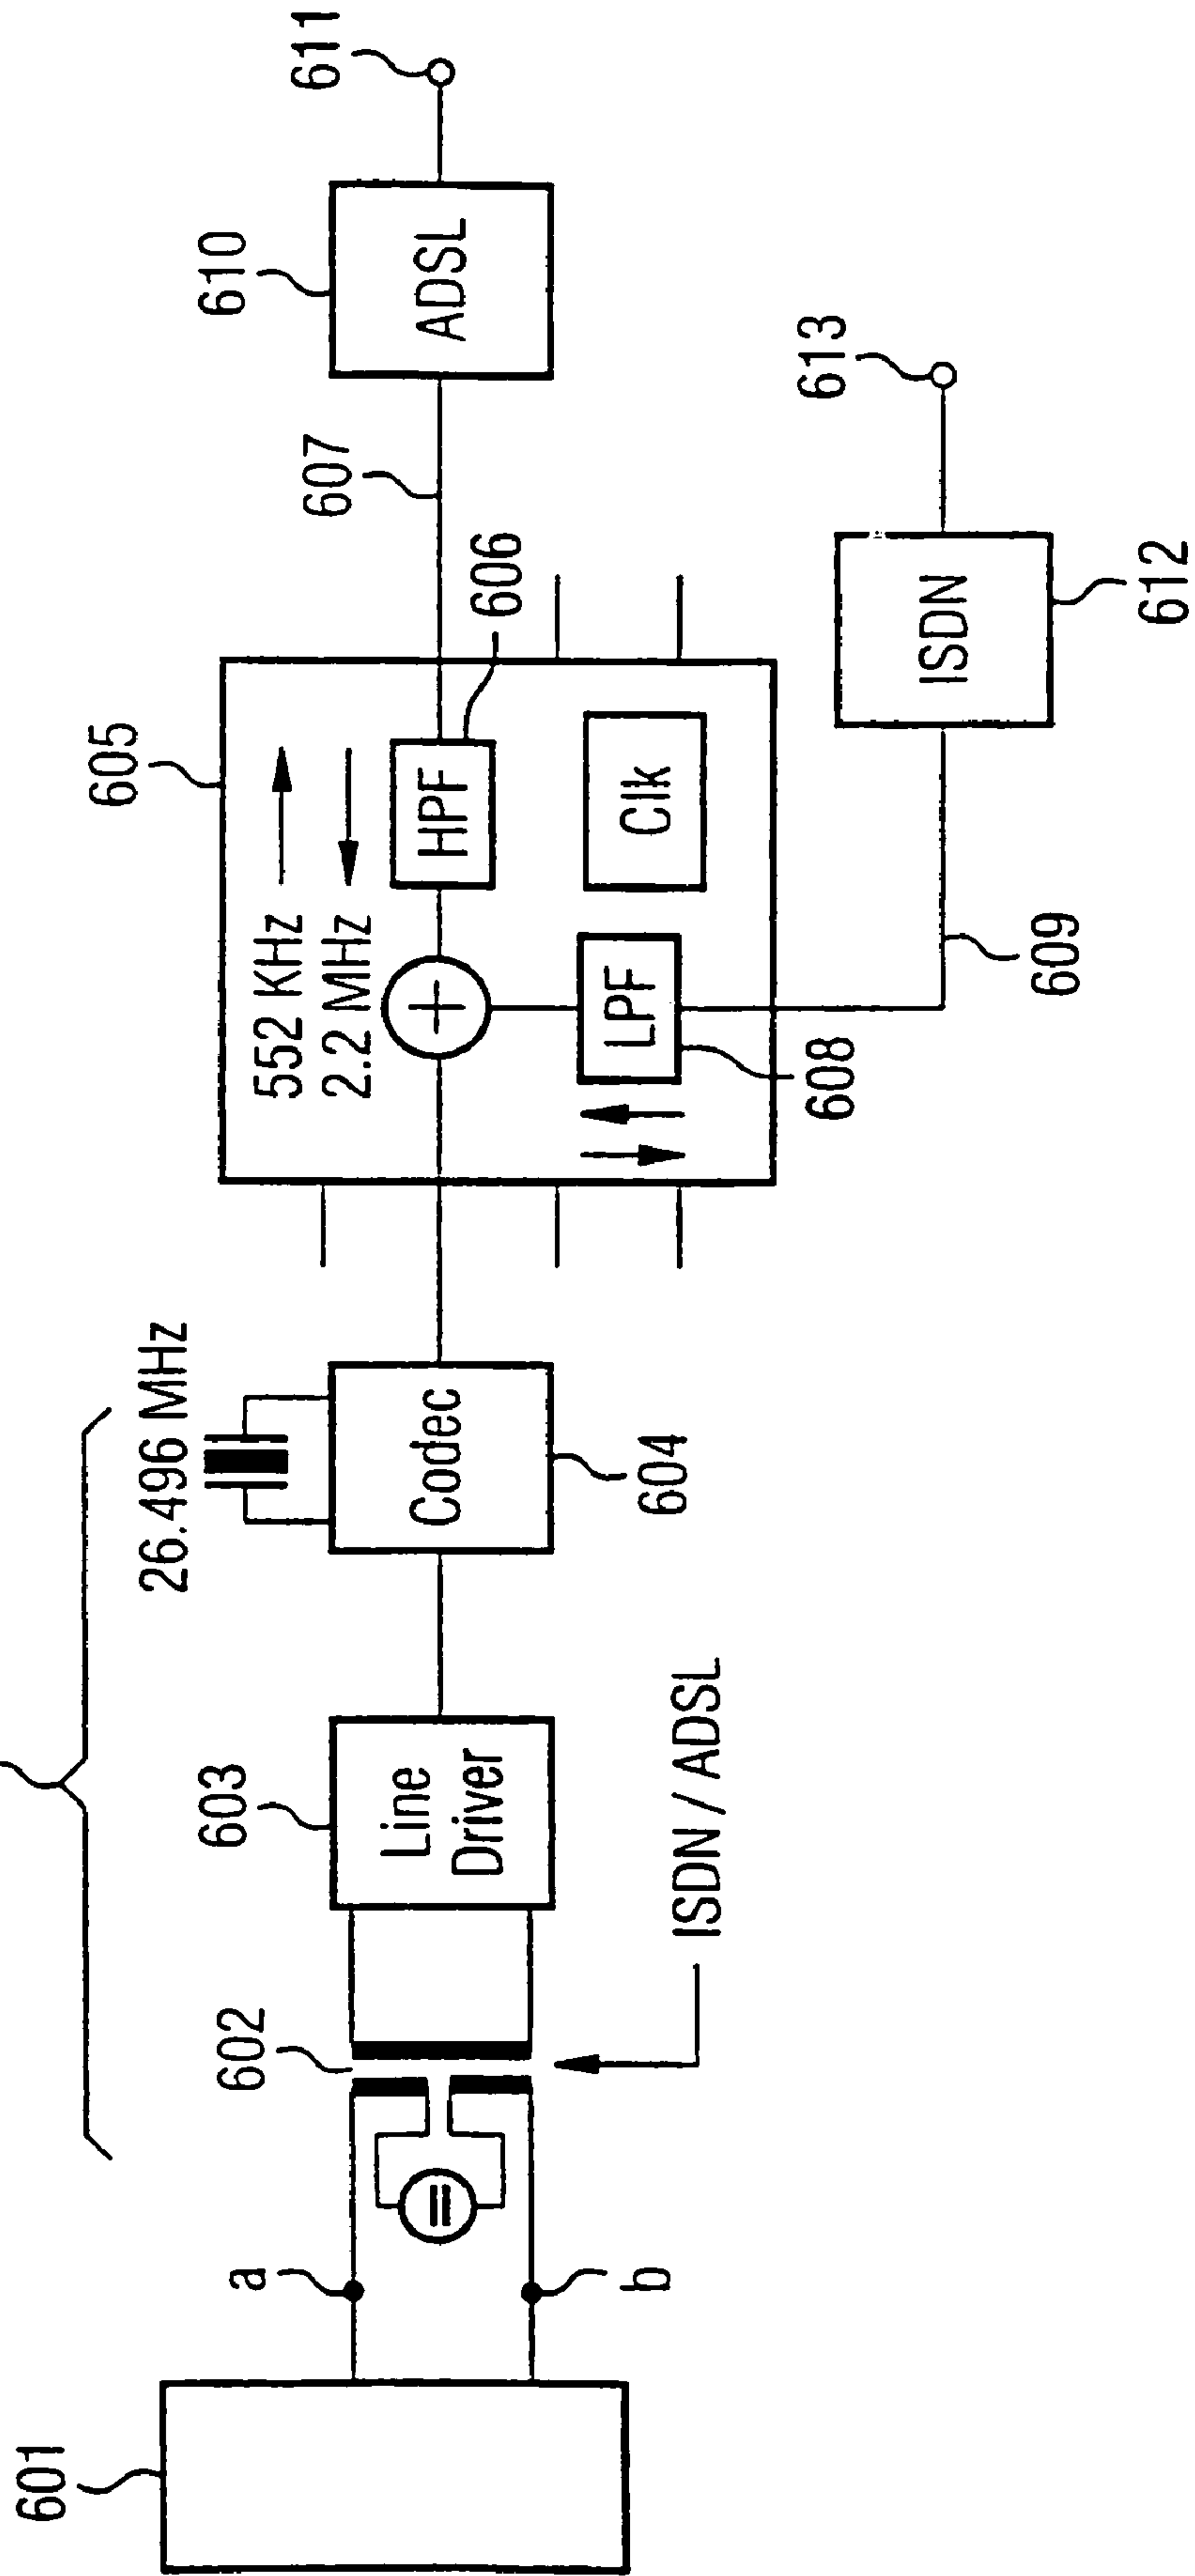 601
a
b
602
ISDN / ADSL
603
Line
Driver
26.496 MHz
Codec
604
605
552 KHz
2.2 MHz
HPF
606
LPF
608
Clk
607
609
610
ADSL
611
ISDN
612
613